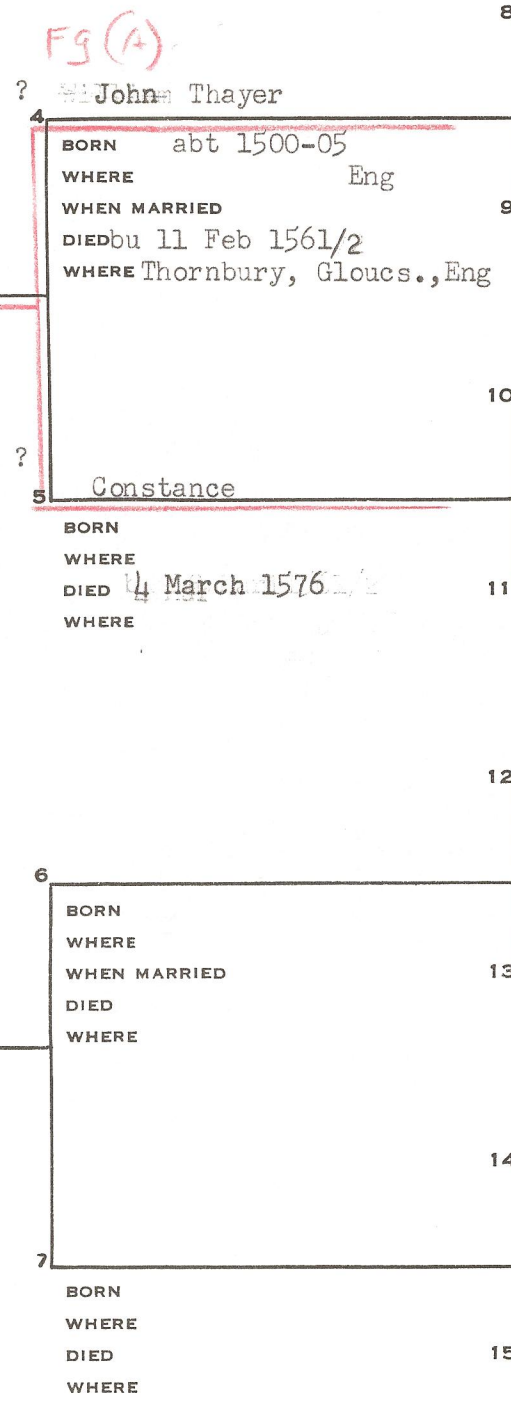 8
Fg (A)
? John Thayer
4
BORN abt 1500-05
WHERE Eng
WHEN MARRIED 9
DIED bu 11 Feb 1561/2
WHERE Thornbury, Gloucs., Eng
10
?
5 Constance
BORN
WHERE
DIED 4 March 1576 11
WHERE
12
6
BORN
WHERE
WHEN MARRIED 13
DIED
WHERE
14
7
BORN
WHERE
DIED 15
WHERE